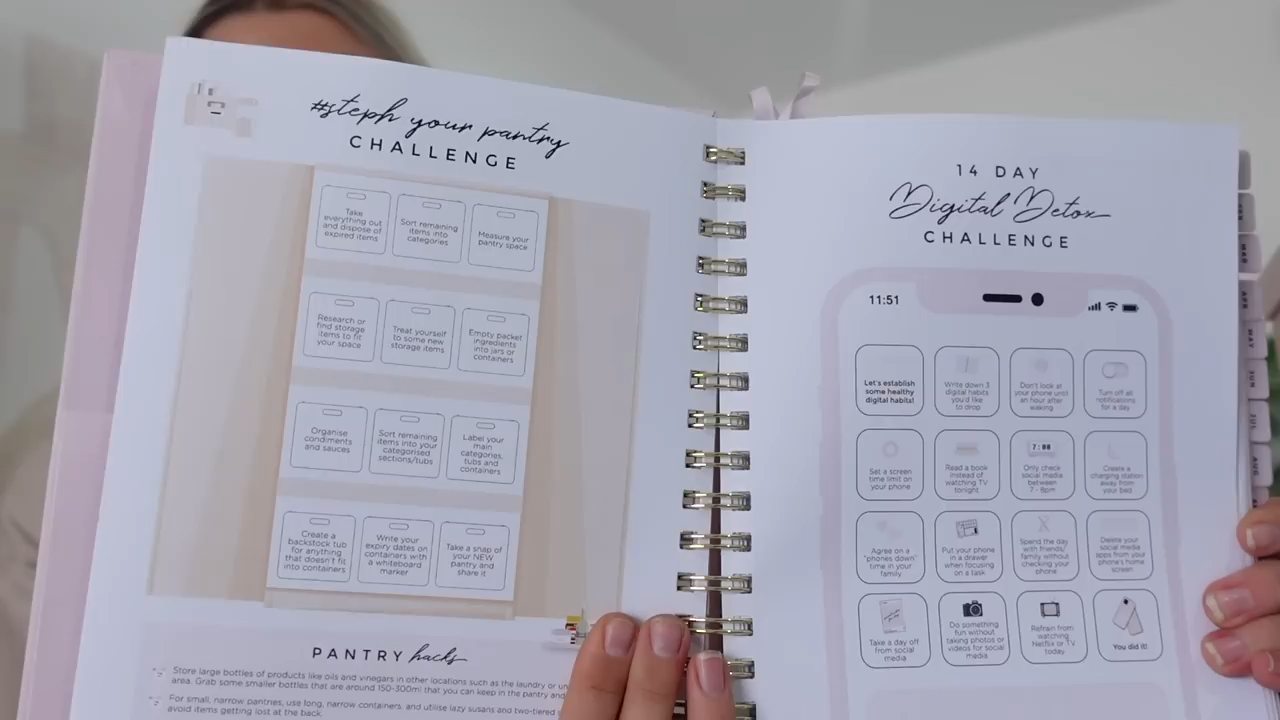 #steph your pantry
CHALLENGE
Take
everything out
and dispose of
expired items
Sort remaining
items into
categories
Measure your
pantry space
Research or
find storage
items to fit
your space
Treat yourself
to some new
storage items
Empty packet
ingredients
into jars or
containers
Organise
condiments
and sauces
Sort remaining
items into your
categorised
sections/tubs
Label your
main
categories,
tubs and
containers
Create a
backstock tub
for anything
that doesn't fit
into containers
Write your
expiry dates on
containers with
a whiteboard
marker
Take a snap of
your NEW
pantry and
share it
PANTRY hacks
Store large bottles of products like oils and vinegars in other locations such as the laundry or
area. Grab some smaller bottles that are around 150-300ml that you can keep in the pantry and
For small, narrow pantries, use long, narrow containers, and utilise lazy susans and two-tiered
avoid items getting lost at the back.
14 DAY
Digital Detox
CHALLENGE
11:51
Let's establish
some healthy
digital habits!
Write down 3
digital habits
you'd like
to drop
Don't look at
your phone until
an hour after
waking
Turn off all
notifications
for a day
Set a screen
time limit on
your phone
Read a book
instead of
watching TV
tonight
7:00
Only check
social media
between
7 - 8pm
Create a
charging station
away from
your bed
Agree on a
"phones down"
time in your
family
Put your phone
in a drawer
when focusing
on a task
Spend the day
with friends/
family without
checking your
phone
Delete your
social media
apps from your
phone's home
screen
Take a day off
from social
media
Do something
fun without
taking photos or
videos for social
media
Refrain from
watching
Netflix or TV
today
You did it!
MAR
APR
MAY
JUN
JUL
AUG